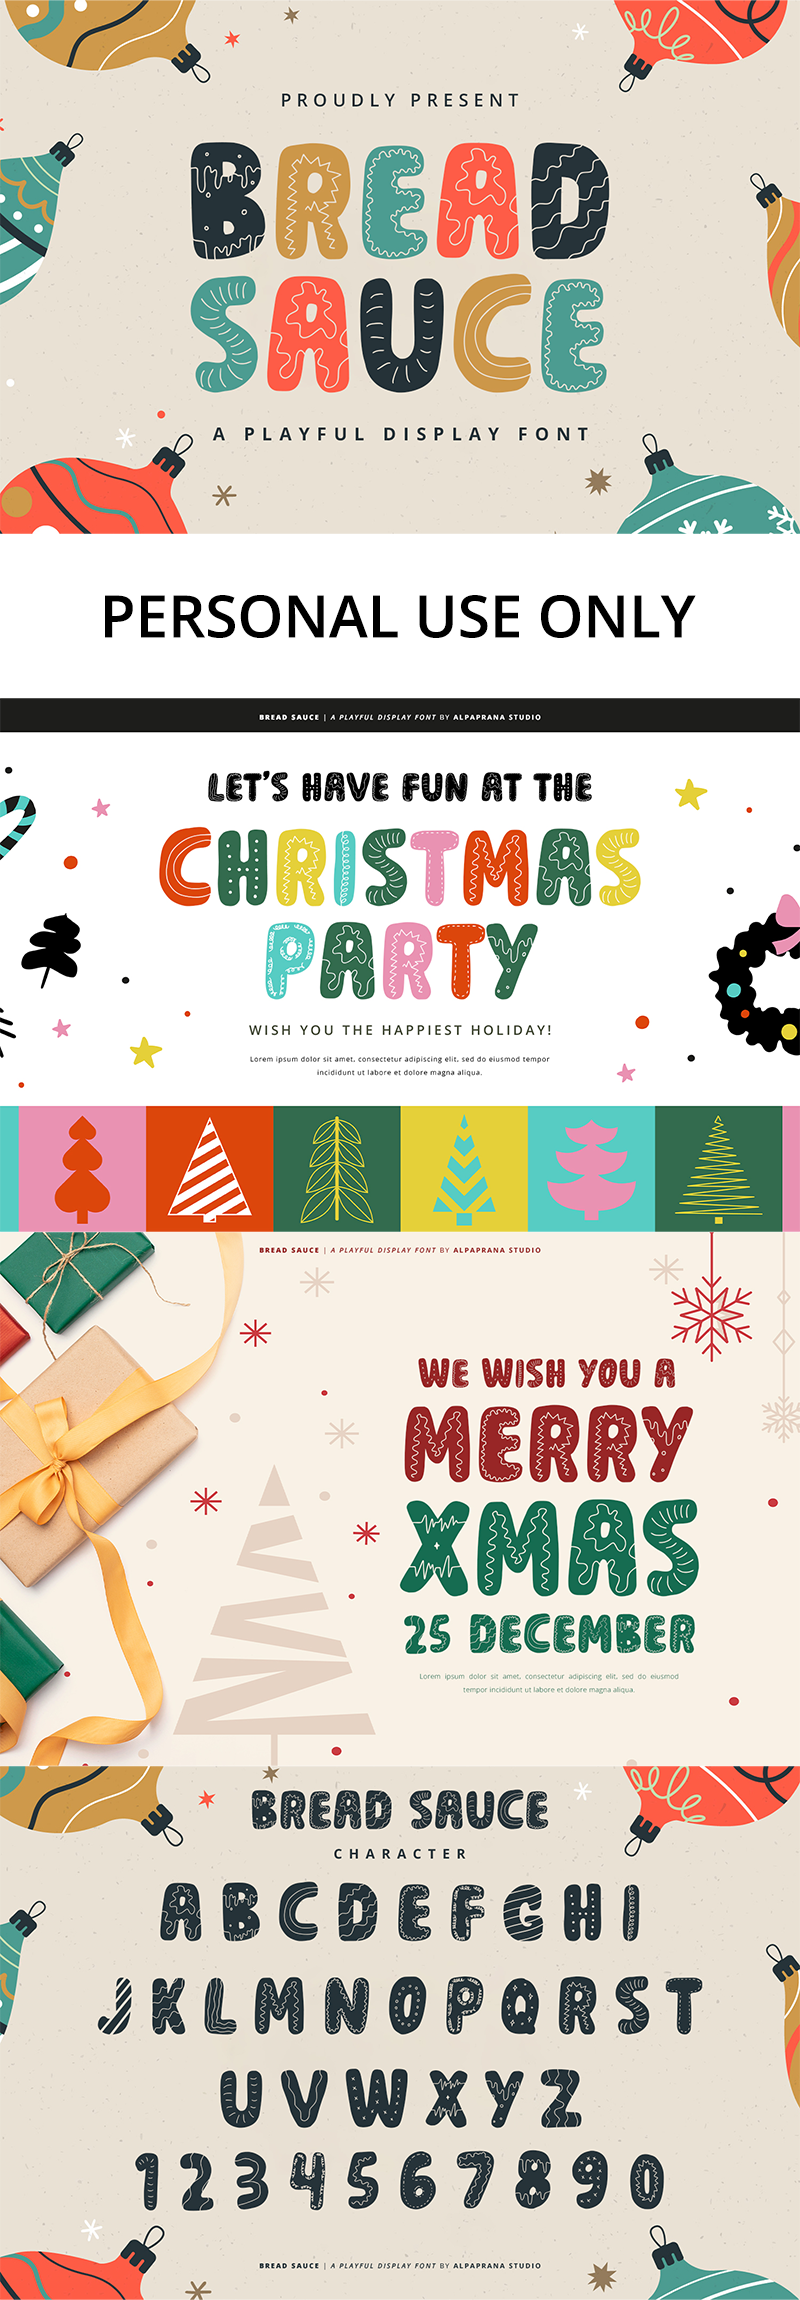 PROUDLY PRESENT
BREAD
SAUCE
A PLAYFUL DISPLAY FONT
PERSONAL USE ONLY
BREAD SAUCE | A PLAYFUL DISPLAY FONT BY ALPAPRANA STUDIO
LET'S HAVE FUN AT THE
CHRISTMAS
PARTY
WISH YOU THE HAPPIEST HOLIDAY!
Lorem ipsum dolor sit amet, consectetur adipiscing elit, sed do eiusmod tempor
incididunt ut labore et dolore magna aliqua.
BREAD SAUCE | A PLAYFUL DISPLAY FONT BY ALPAPRANA STUDIO
WE WISH YOU A
MERRY
XMAS
25 DECEMBER
Lorem ipsum dolor sit amet, consectetur adipiscing elit, sed do eiusmod
tempor incididunt ut labore et dolore magna aliqua.
BREAD SAUCE
CHARACTER
ABCDEFGHI
JKLMNOPQRST
UVWXYZ
1234567890
BREAD SAUCE | A PLAYFUL DISPLAY FONT BY ALPAPRANA STUDIO